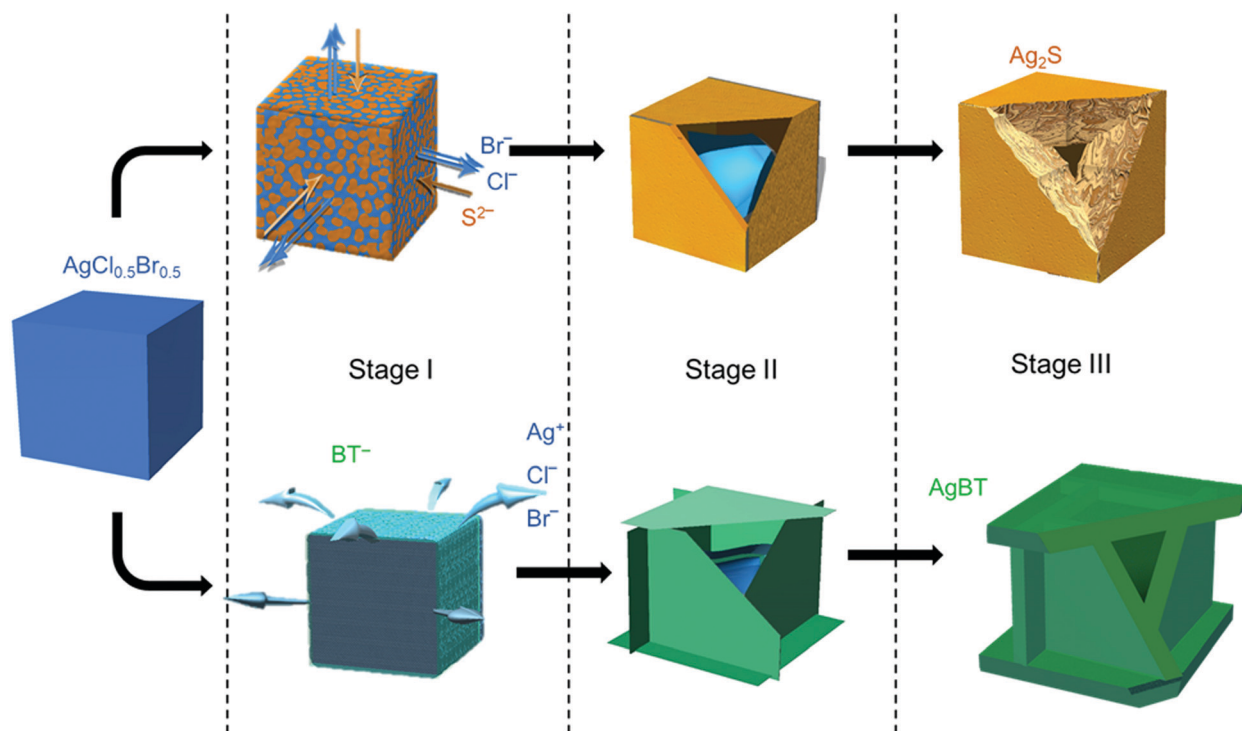 Ag₂S
Br⁻
Cl⁻
S²⁻
AgCl₀.₅Br₀.₅
Stage I
Stage II
Stage III
BT⁻
Ag⁺
Cl⁻
Br⁻
AgBT